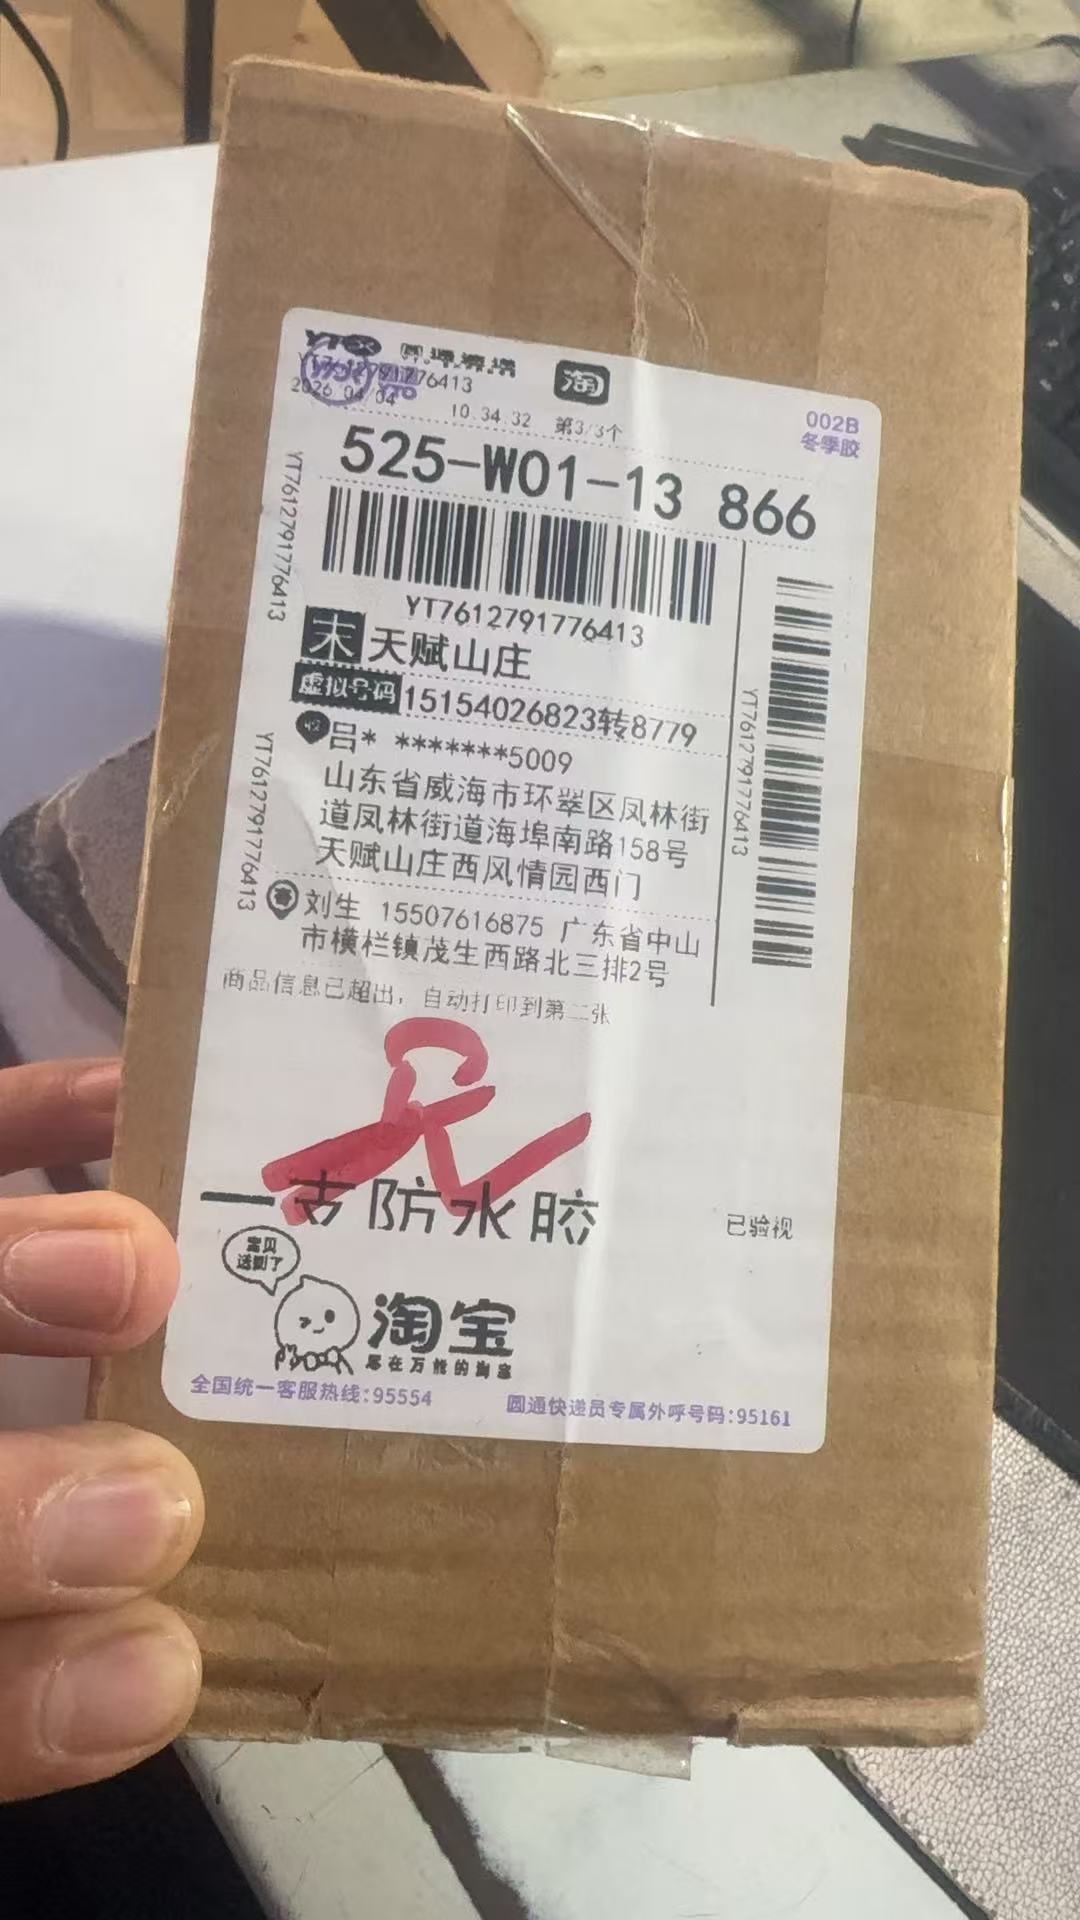 YTO
YT7612791776413
淘
2026 04/04
10:34:32 第3/3个
002B
冬季胶
525-W01-13 866
YT7612791776413
YT7612791776413
末 天赋山庄
虚拟号码 15154026823转8779
收 吕* *******5009
山东省威海市环翠区凤林街
道凤林街道海埠南路158号
天赋山庄西风情园西门
YT7612791776413
YT7612791776413
寄 刘生 15507616875 广东省中山
市横栏镇茂生西路北三排2号
商品信息已超出，自动打印到第二张
一支防水胶
已验视
宝贝
送到了
淘宝
全国统一客服热线:95554
圆通快递员专属外呼号码:95161